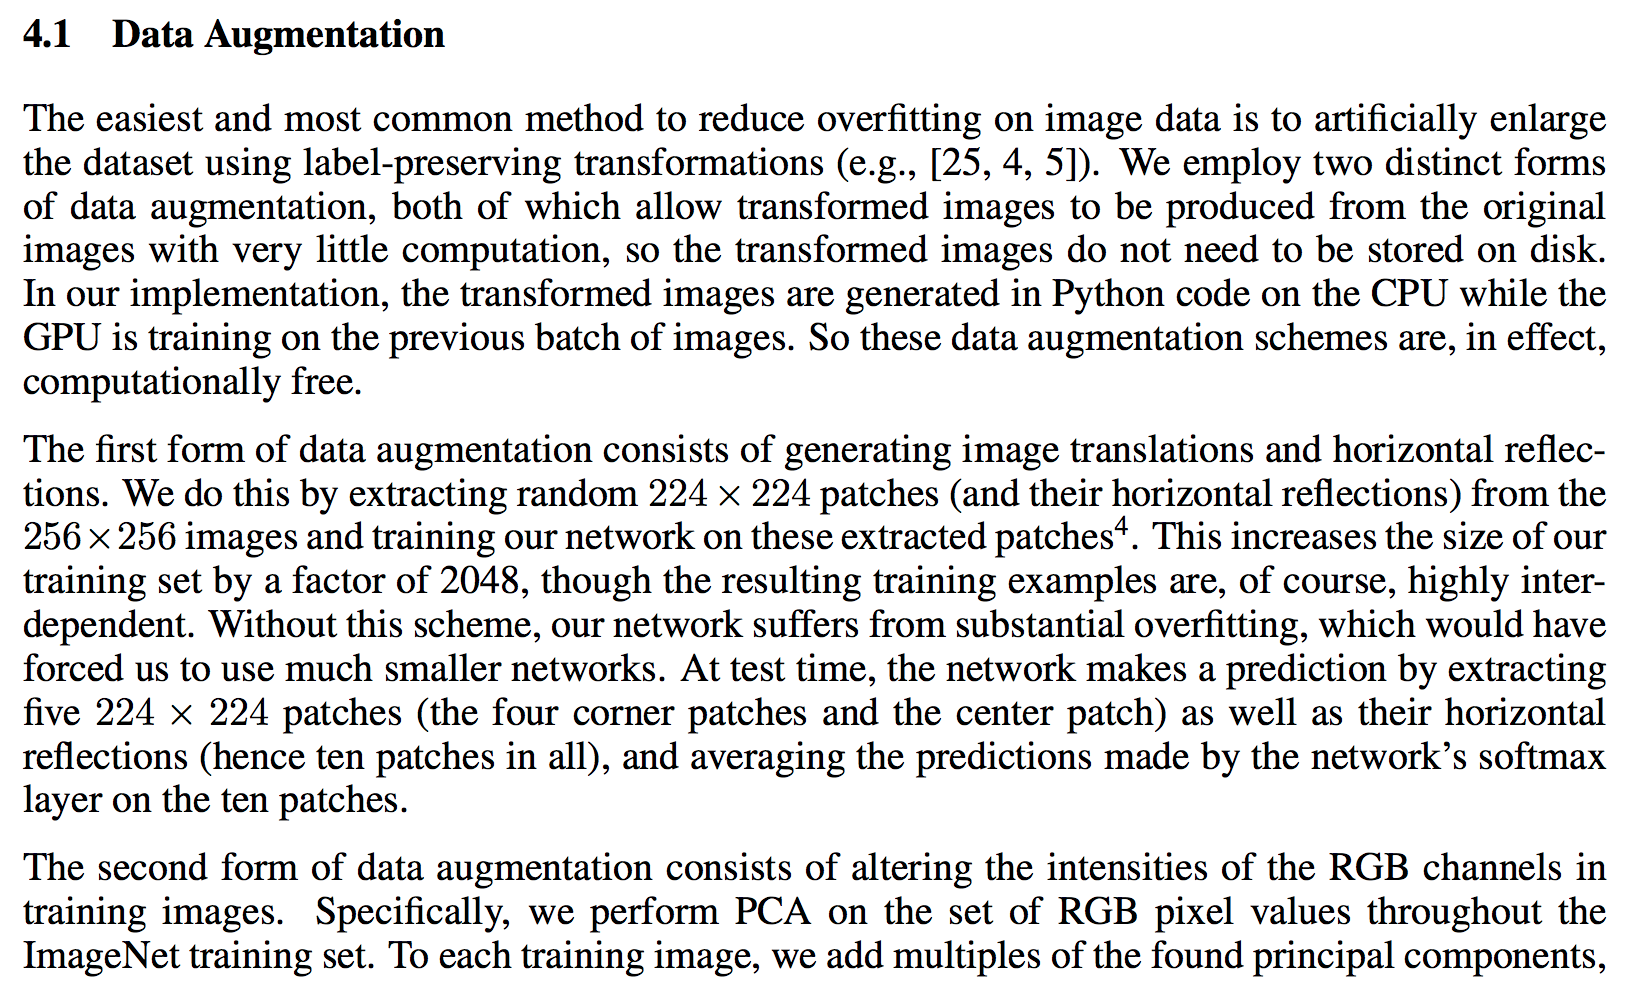 4.1 Data Augmentation
The easiest and most common method to reduce overfitting on image data is to artificially enlarge
the dataset using label-preserving transformations (e.g., [25, 4, 5]). We employ two distinct forms
of data augmentation, both of which allow transformed images to be produced from the original
images with very little computation, so the transformed images do not need to be stored on disk.
In our implementation, the transformed images are generated in Python code on the CPU while the
GPU is training on the previous batch of images. So these data augmentation schemes are, in effect,
computationally free.
The first form of data augmentation consists of generating image translations and horizontal reflec-
tions. We do this by extracting random 224 × 224 patches (and their horizontal reflections) from the
256×256 images and training our network on these extracted patches⁴. This increases the size of our
training set by a factor of 2048, though the resulting training examples are, of course, highly inter-
dependent. Without this scheme, our network suffers from substantial overfitting, which would have
forced us to use much smaller networks. At test time, the network makes a prediction by extracting
five 224 × 224 patches (the four corner patches and the center patch) as well as their horizontal
reflections (hence ten patches in all), and averaging the predictions made by the network's softmax
layer on the ten patches.
The second form of data augmentation consists of altering the intensities of the RGB channels in
training images. Specifically, we perform PCA on the set of RGB pixel values throughout the
ImageNet training set. To each training image, we add multiples of the found principal components,